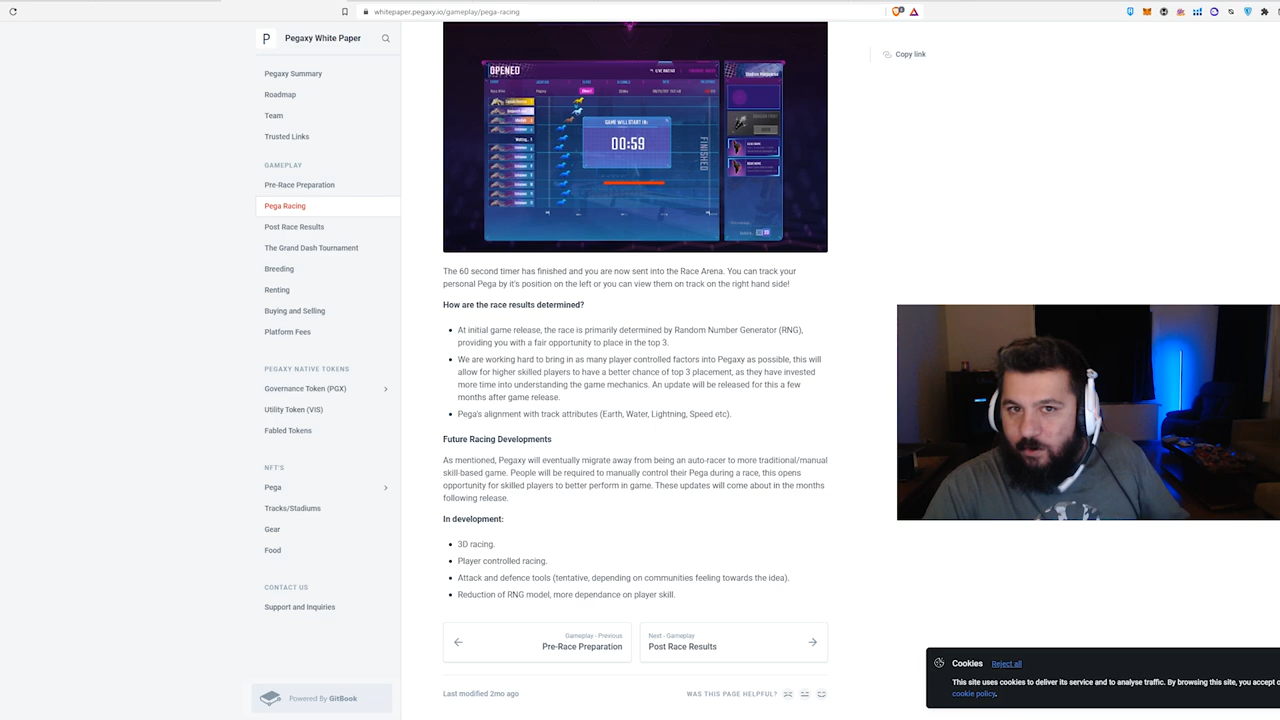 whitepaper.pegaxy.io/gameplay/pega-racing
P
Pegaxy White Paper
Pegaxy Summary
Roadmap
Team
Trusted Links
GAMEPLAY
Pre-Race Preparation
Pega Racing
Post Race Results
The Grand Dash Tournament
Breeding
Renting
Buying and Selling
Platform Fees
PEGAXY NATIVE TOKENS
Governance Token (PGX)
Utility Token (VIS)
Fabled Tokens
NFT'S
Pega
Tracks/Stadiums
Gear
Food
CONTACT US
Support and Inquiries
Powered By GitBook
OPENED
GAME WILL START IN:
00:59
FINISHED
The 60 second timer has finished and you are now sent into the Race Arena. You can track your
personal Pega by it's position on the left or you can view them on track on the right hand side!
How are the race results determined?
At initial game release, the race is primarily determined by Random Number Generator (RNG),
providing you with a fair opportunity to place in the top 3.
We are working hard to bring in as many player controlled factors into Pegaxy as possible, this will
allow for higher skilled players to have a better chance of top 3 placement, as they have invested
more time into understanding the game mechanics. An update will be released for this a few
months after game release.
Pega's alignment with track attributes (Earth, Water, Lightning, Speed etc).
Future Racing Developments
As mentioned, Pegaxy will eventually migrate away from being an auto-racer to more traditional/manual
skill-based game. People will be required to manually control their Pega during a race, this opens
opportunity for skilled players to better perform in game. These updates will come about in the months
following release.
In development:
3D racing.
Player controlled racing.
Attack and defence tools (tentative, depending on communities feeling towards the idea).
Reduction of RNG model, more dependance on player skill.
Gameplay - Previous
Pre-Race Preparation
Next - Gameplay
Post Race Results
Last modified 2mo ago
WAS THIS PAGE HELPFUL?
Copy link
Cookies Reject all
This site uses cookies to deliver its service and to analyse traffic. By browsing this site, you accept
cookie policy.